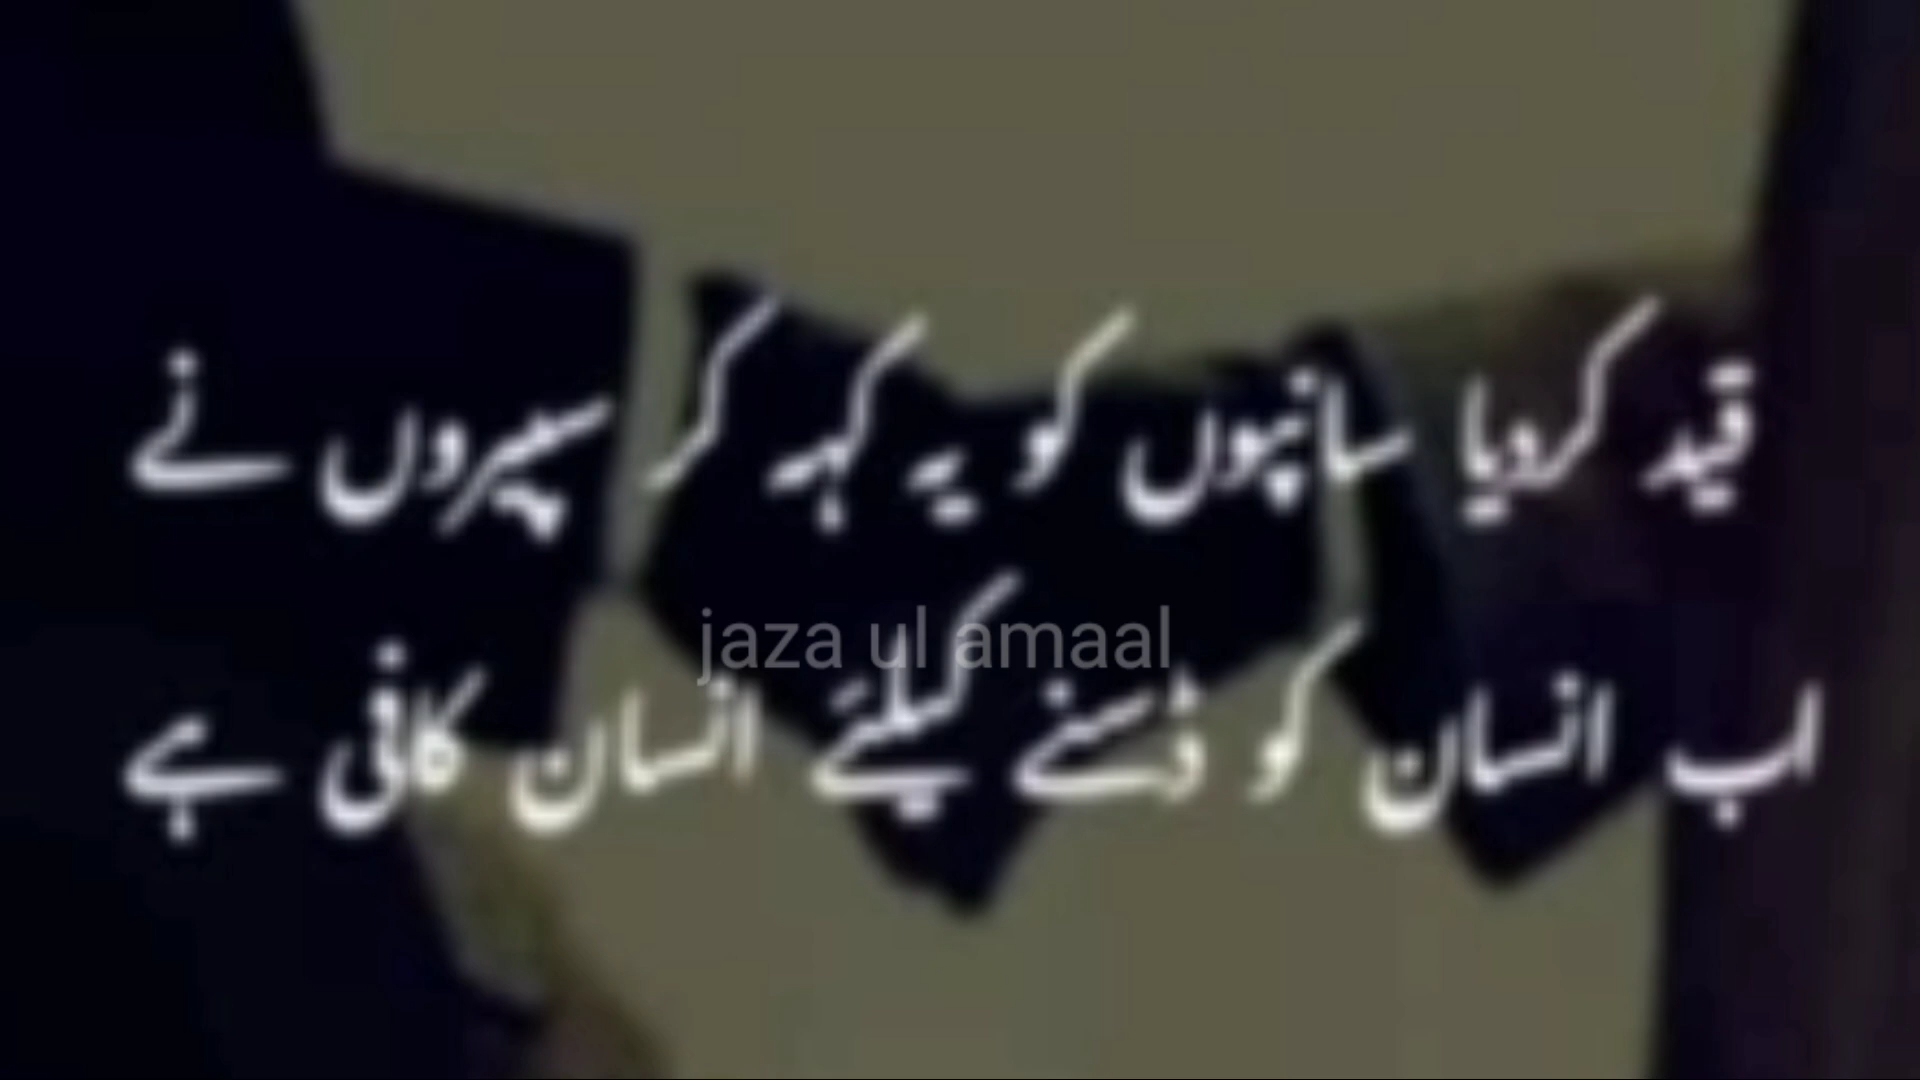 قید کردیا سانپوں کو یہ کہہ کر سپیروں نے
jaza ul amaal
اب انسان کو ڈسنے کیلئے انسان کافی ہے